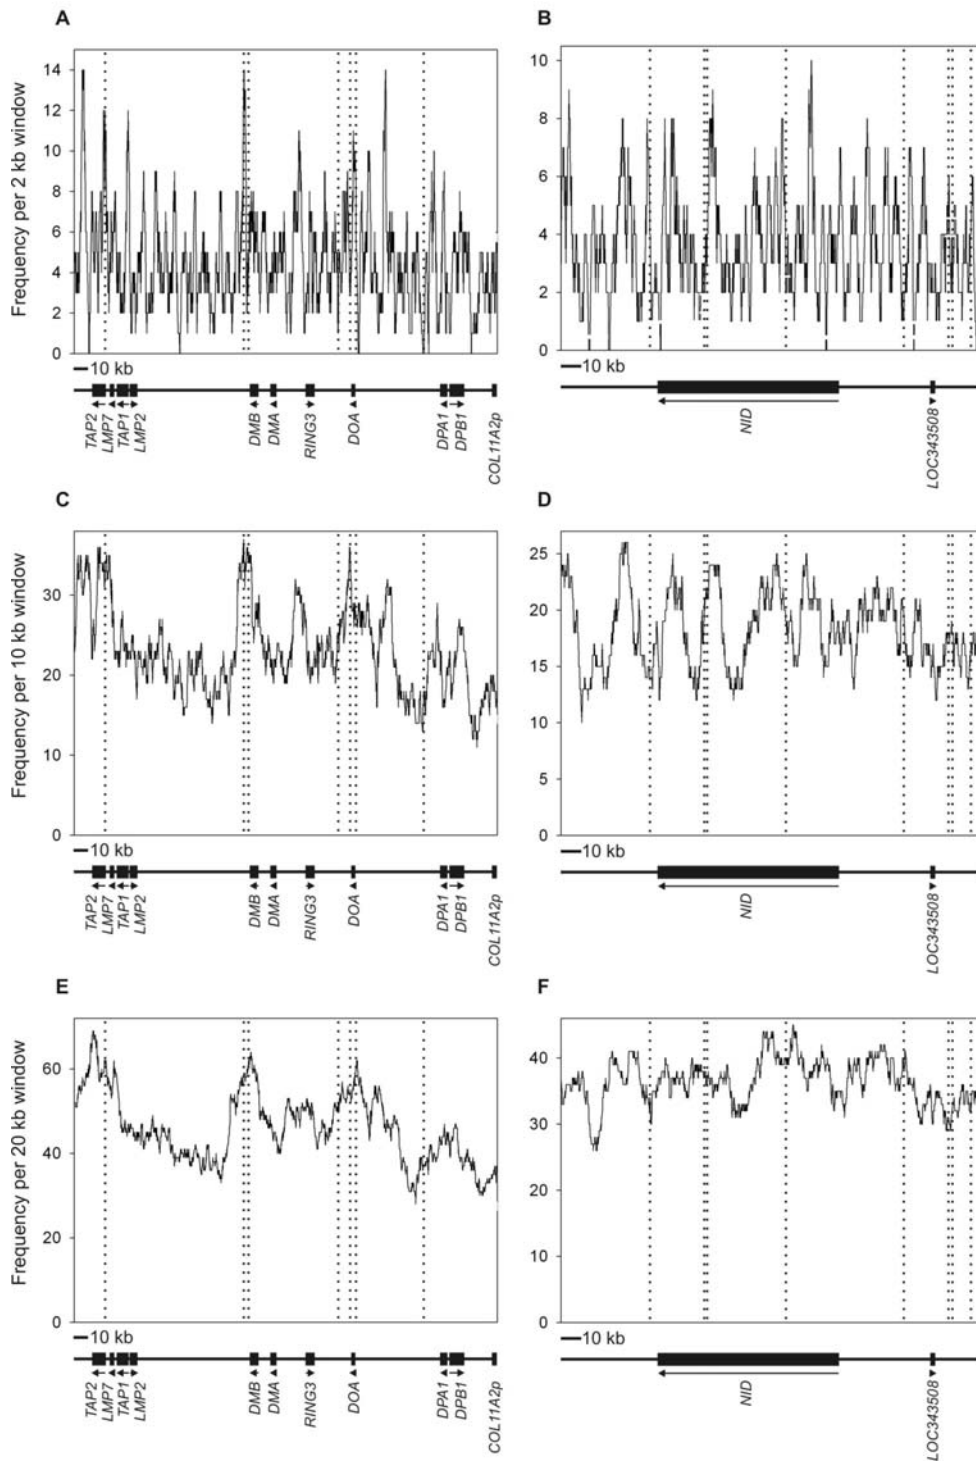 A
B
Frequency per 2 kb window
14
12
10
8
6
4
2
0
10
8
6
4
2
0
10 kb
10 kb
TAP2
LMP7
TAP1
LMP2
DMB
DMA
RING3
DOA
DPA1
DPB1
COL11A2p
NID
LOC343508
C
D
Frequency per 10 kb window
30
20
10
0
25
20
15
10
5
0
10 kb
10 kb
TAP2
LMP7
TAP1
LMP2
DMB
DMA
RING3
DOA
DPA1
DPB1
COL11A2p
NID
LOC343508
E
F
Frequency per 20 kb window
60
40
20
0
40
30
20
10
0
10 kb
10 kb
TAP2
LMP7
TAP1
LMP2
DMB
DMA
RING3
DOA
DPA1
DPB1
COL11A2p
NID
LOC343508